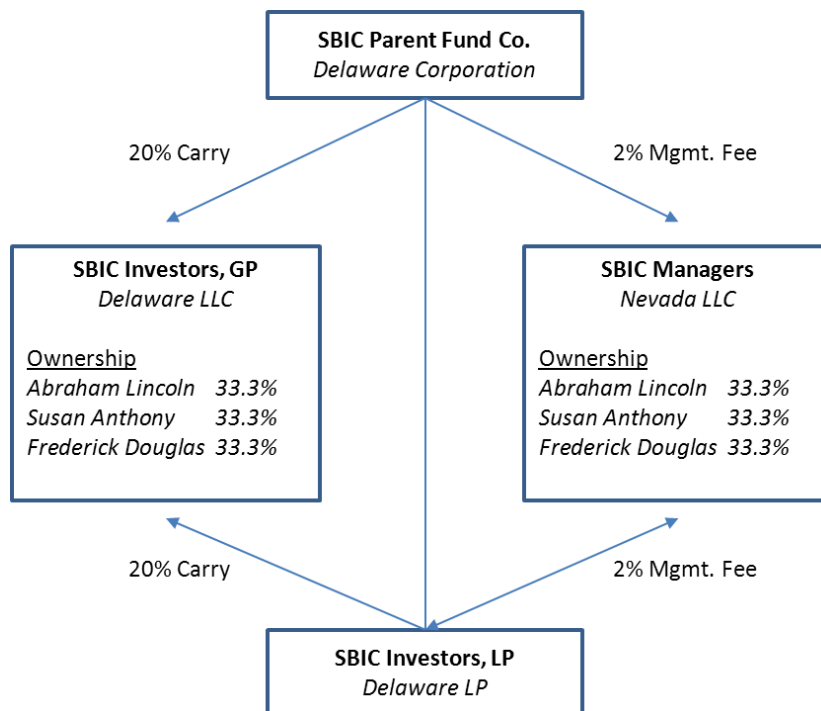 SBIC Parent Fund Co.
Delaware Corporation
20% Carry
2% Mgmt. Fee
SBIC Investors, GP
Delaware LLC
Ownership
Abraham Lincoln 33.3%
Susan Anthony 33.3%
Frederick Douglas 33.3%
SBIC Managers
Nevada LLC
Ownership
Abraham Lincoln 33.3%
Susan Anthony 33.3%
Frederick Douglas 33.3%
20% Carry
2% Mgmt. Fee
SBIC Investors, LP
Delaware LP